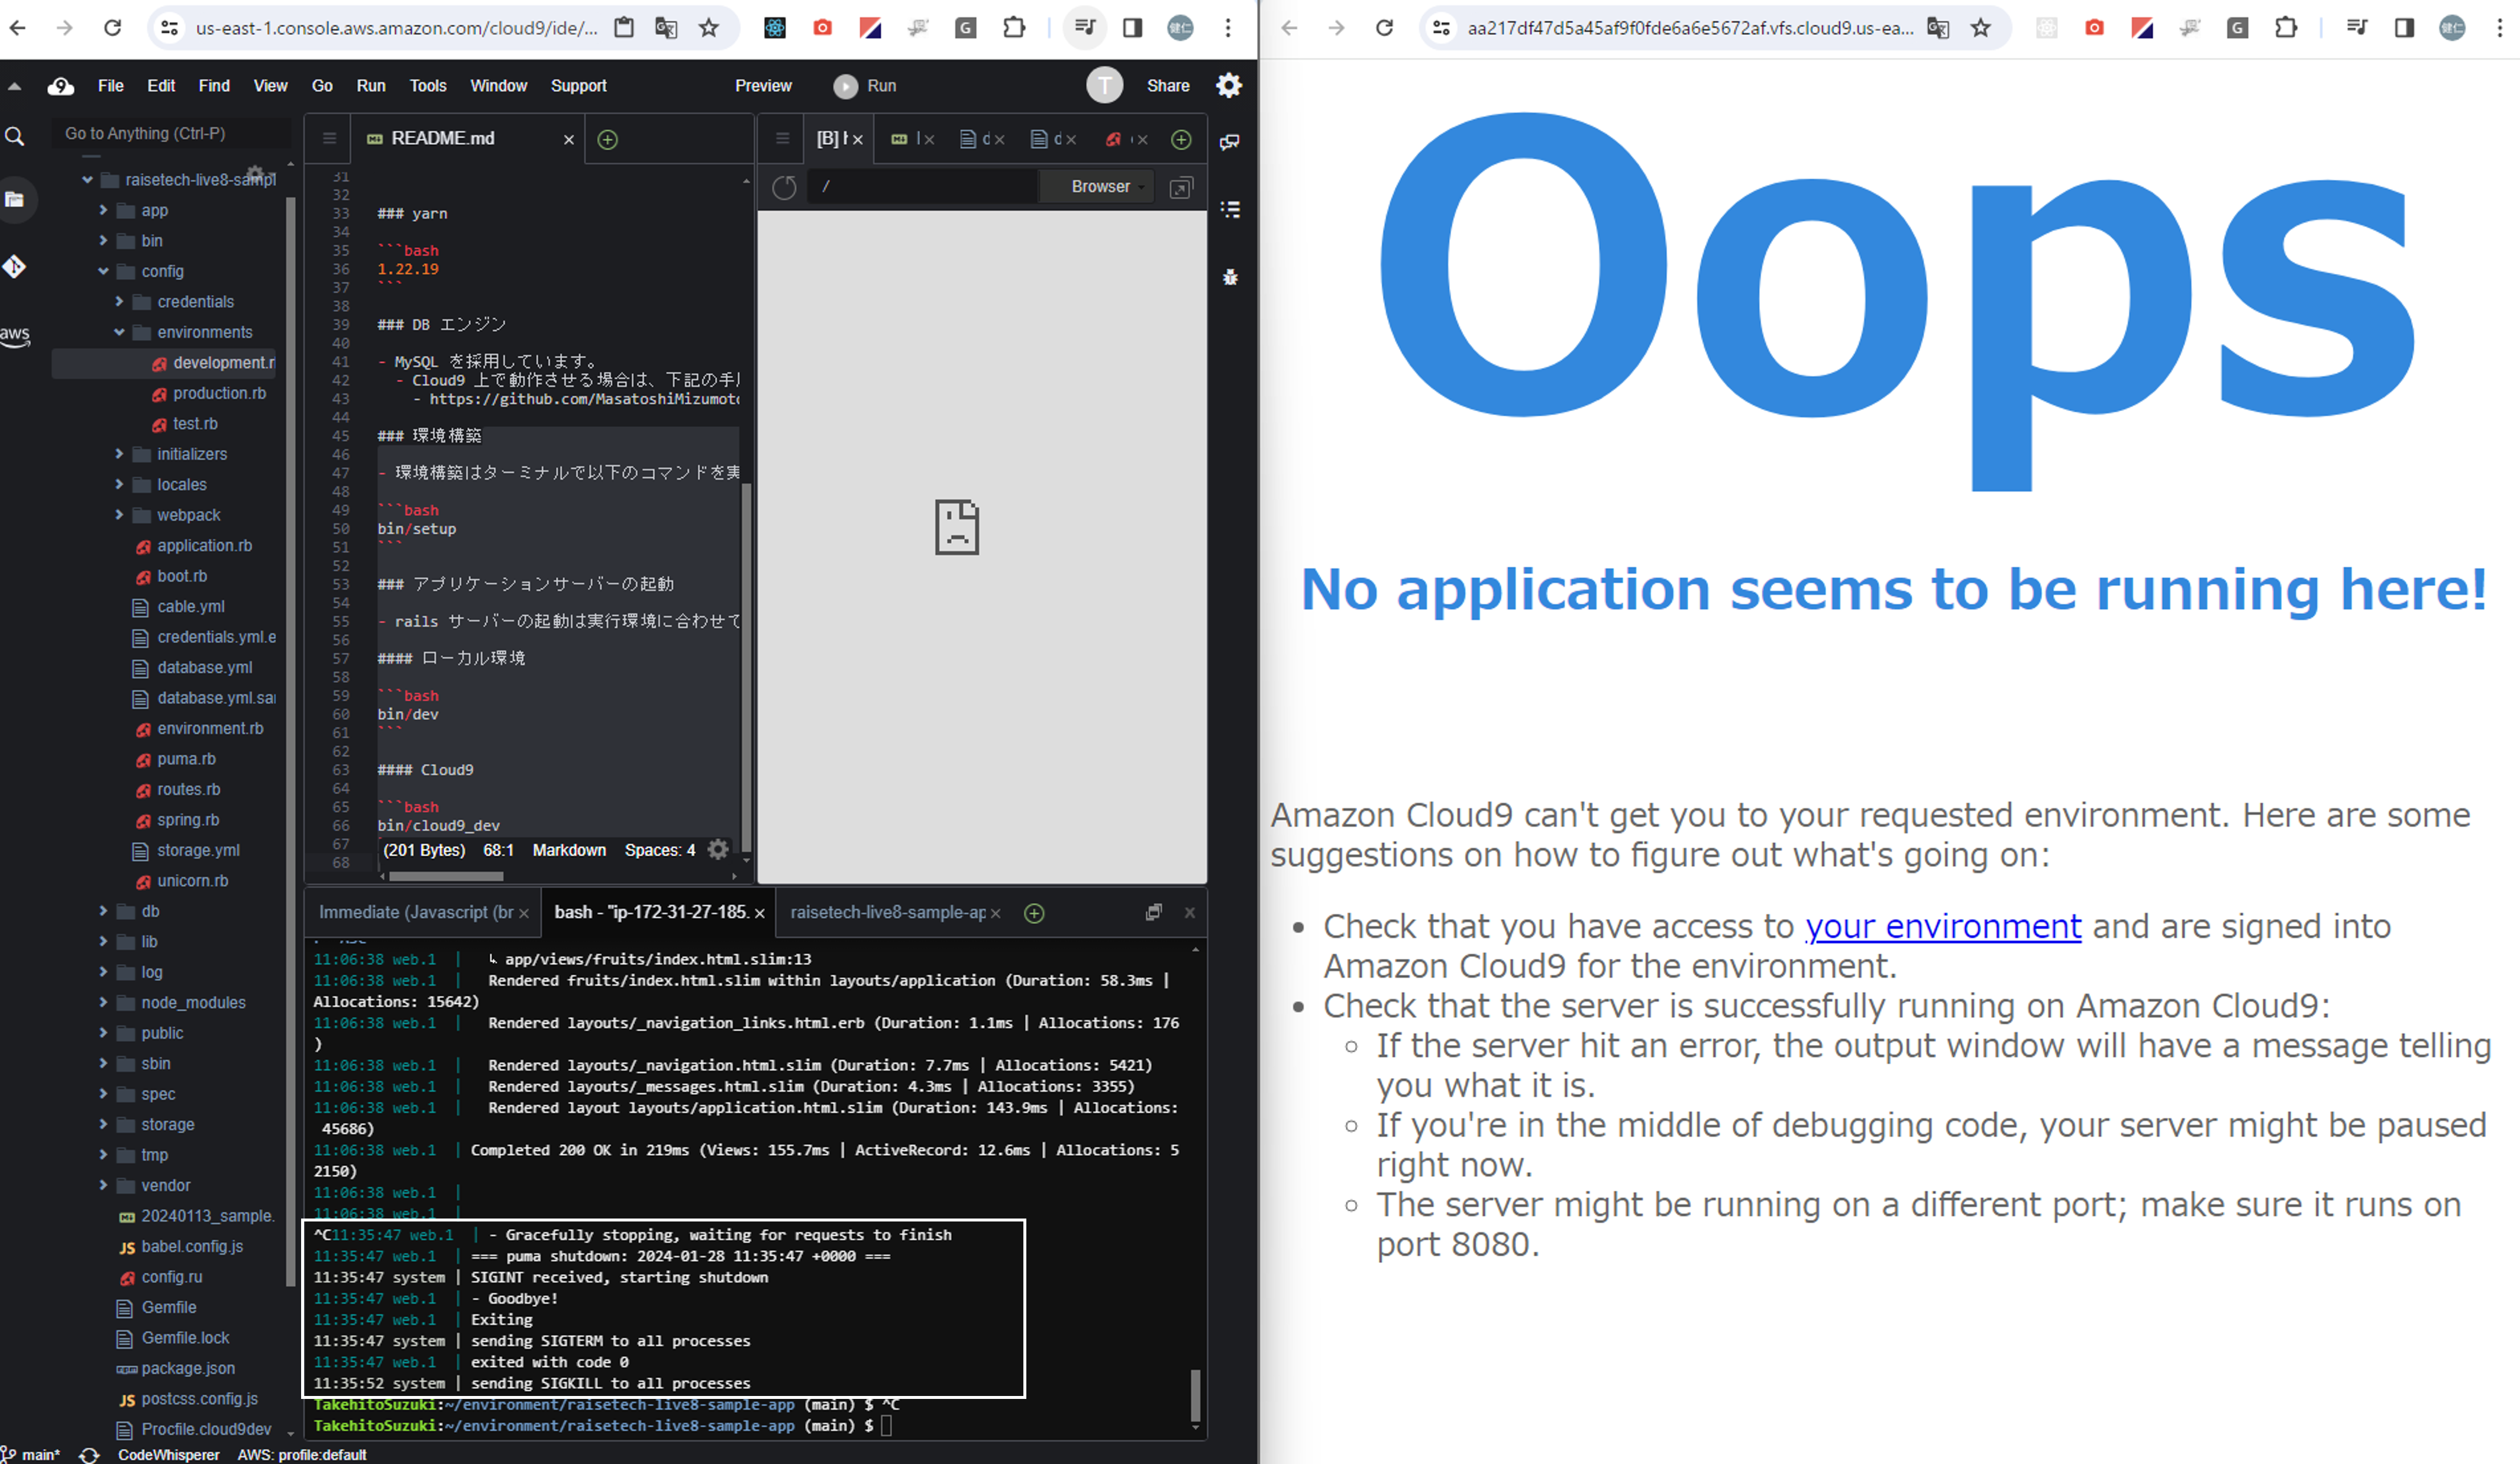 us-east-1.console.aws.amazon.com/cloud9/ide/...
健仁
File Edit Find View Go Run Tools Window Support Preview Run T Share
Go to Anything (Ctrl-P)
raisetech-live8-sampl
app
bin
config
credentials
environments
development.r
production.rb
test.rb
initializers
locales
webpack
application.rb
boot.rb
cable.yml
credentials.yml.e
database.yml
database.yml.sai
environment.rb
puma.rb
routes.rb
spring.rb
storage.yml
unicorn.rb
db
lib
log
node_modules
public
sbin
spec
storage
tmp
vendor
20240113_sample.
babel.config.js
config.ru
Gemfile
Gemfile.lock
package.json
postcss.config.js
Procfile.cloud9dev
aws
README.md
31
32
33 ### yarn
34
35 ```bash
36 1.22.19
37 ```
38
39 ### DB エンジン
40
41 - MySQL を採用しています。
42 - Cloud9 上で動作させる場合は、下記の手
43 - https://github.com/MasatoshiMizumoto
44
45 ### 環境構築
46
47 - 環境構築はターミナルで以下のコマンドを実
48
49 ```bash
50 bin/setup
51 ```
52
53 ### アプリケーションサーバーの起動
54
55 - rails サーバーの起動は実行環境に合わせて
56
57 #### ローカル環境
58
59 ```bash
60 bin/dev
61 ```
62
63 #### Cloud9
64
65 ```bash
66 bin/cloud9_dev
67
68
(201 Bytes) 68:1 Markdown Spaces: 4
[B]
/ Browser
Immediate (Javascript (br bash - "ip-172-31-27-185. raisetech-live8-sample-ap
11:06:38 web.1 | ↳ app/views/fruits/index.html.slim:13
11:06:38 web.1 | Rendered fruits/index.html.slim within layouts/application (Duration: 58.3ms |
Allocations: 15642)
11:06:38 web.1 | Rendered layouts/_navigation_links.html.erb (Duration: 1.1ms | Allocations: 176
)
11:06:38 web.1 | Rendered layouts/_navigation.html.slim (Duration: 7.7ms | Allocations: 5421)
11:06:38 web.1 | Rendered layouts/_messages.html.slim (Duration: 4.3ms | Allocations: 3355)
11:06:38 web.1 | Rendered layout layouts/application.html.slim (Duration: 143.9ms | Allocations:
45686)
11:06:38 web.1 | Completed 200 OK in 219ms (Views: 155.7ms | ActiveRecord: 12.6ms | Allocations: 5
2150)
11:06:38 web.1 |
11:06:38 web.1 |
^C11:35:47 web.1 | - Gracefully stopping, waiting for requests to finish
11:35:47 web.1 | === puma shutdown: 2024-01-28 11:35:47 +0000 ===
11:35:47 system | SIGINT received, starting shutdown
11:35:47 web.1 | - Goodbye!
11:35:47 web.1 | Exiting
11:35:47 system | sending SIGTERM to all processes
11:35:47 web.1 | exited with code 0
11:35:52 system | sending SIGKILL to all processes
TakehitoSuzuki:~/environment/raisetech-live8-sample-app (main) $ ^C
TakehitoSuzuki:~/environment/raisetech-live8-sample-app (main) $
main* CodeWhisperer AWS: profile:default
aa217df47d5a45af9f0fde6a6e5672af.vfs.cloud9.us-ea...
健仁
Oops
No application seems to be running here!
Amazon Cloud9 can't get you to your requested environment. Here are some
suggestions on how to figure out what's going on:
• Check that you have access to your environment and are signed into
Amazon Cloud9 for the environment.
• Check that the server is successfully running on Amazon Cloud9:
◦ If the server hit an error, the output window will have a message telling
you what it is.
◦ If you're in the middle of debugging code, your server might be paused
right now.
◦ The server might be running on a different port; make sure it runs on
port 8080.